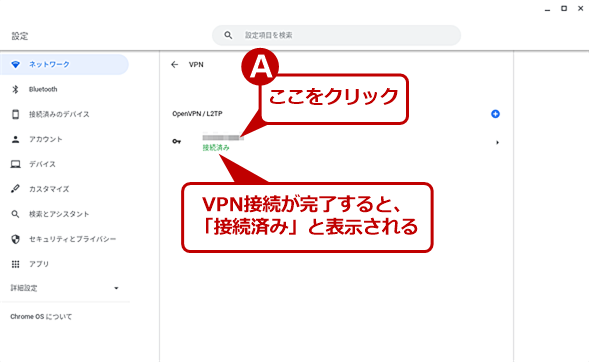 設定
設定項目を検索
ネットワーク
Bluetooth
接続済みのデバイス
アカウント
デバイス
カスタマイズ
検索とアシスタント
セキュリティとプライバシー
アプリ
詳細設定
Chrome OS について
VPN
A
ここをクリック
OpenVPN / L2TP
接続済み
VPN接続が完了すると、
「接続済み」と表示される